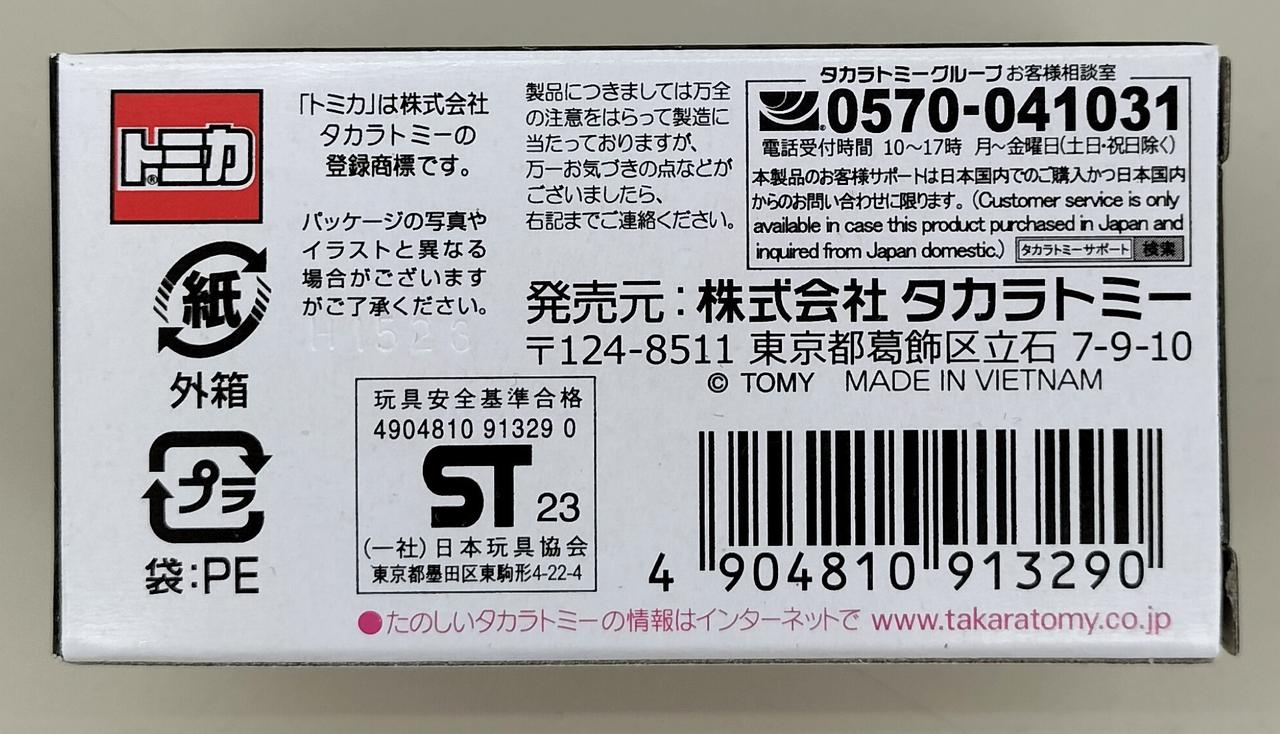 トミカ
®
「トミカ」は株式会社
タカラトミーの
登録商標です。
パッケージの写真や
イラストと異なる
場合がございます
がご了承ください。
H1523
紙
外箱
プラ
袋:PE
製品につきましては万全
の注意をはらって製造に
当たっておりますが、
万一お気づきの点などが
ございましたら、
右記までご連絡ください。
タカラトミーグループ お客様相談室
0570-041031
電話受付時間 10~17時 月~金曜日(土日・祝日除く)
本製品のお客様サポートは日本国内でのご購入かつ日本国内
からのお問い合わせに限ります。(Customer service is only
available in case this product purchased in Japan and
inquired from Japan domestic.) タカラトミーサポート 検索
発売元:株式会社 タカラトミー
〒124-8511 東京都葛飾区立石 7-9-10
© TOMY MADE IN VIETNAM
玩具安全基準合格
4904810 91329 0
ST 23
(一社)日本玩具協会
東京都墨田区東駒形4-22-4
4 904810 913290
●たのしいタカラトミーの情報はインターネットで www.takaratomy.co.jp